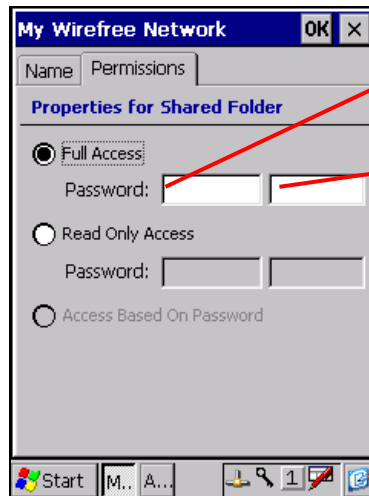 My Wirefree Network OK ×
Name Permissions
Properties for Shared Folder
Full Access
Password:
Read Only Access
Password:
Access Based On Password
Start M.. A... 1